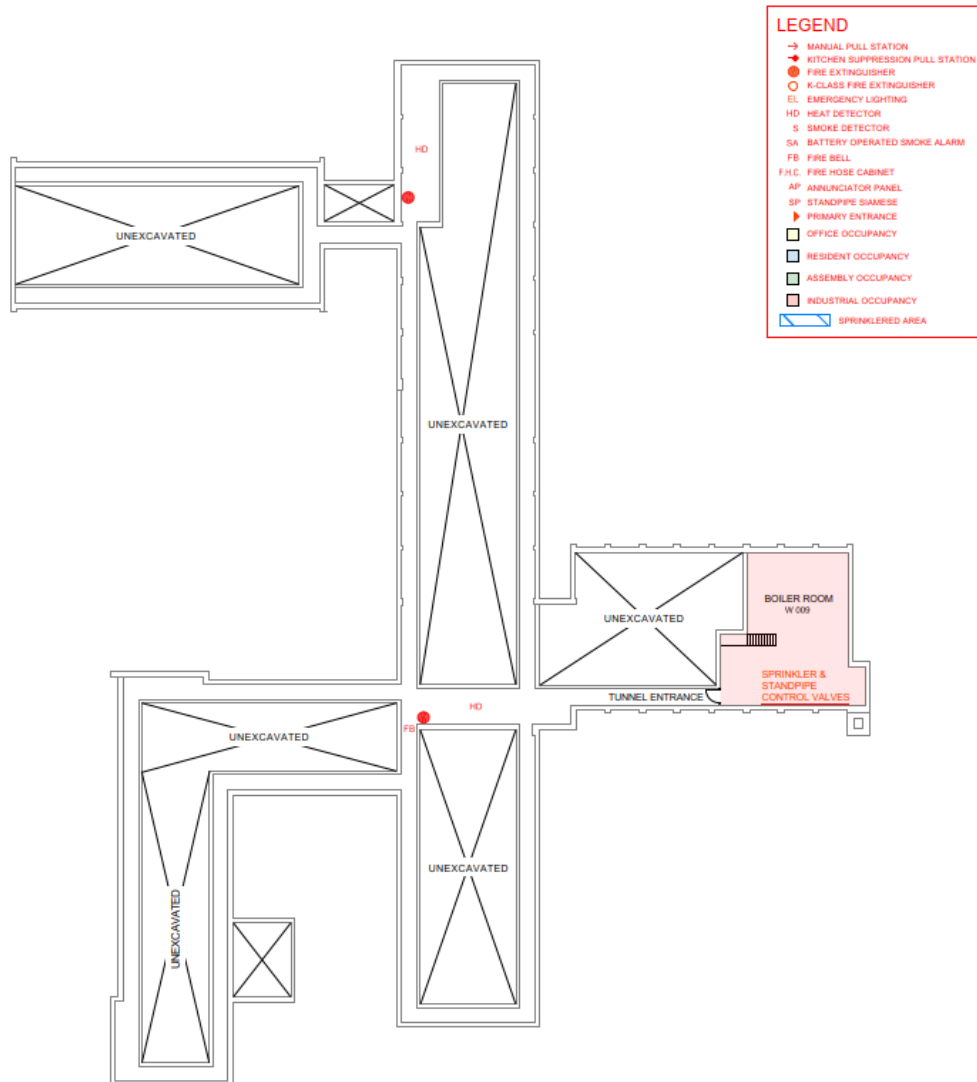 LEGEND
MANUAL PULL STATION
KITCHEN SUPPRESSION PULL STATION
FIRE EXTINGUISHER
K-CLASS FIRE EXTINGUISHER
EL EMERGENCY LIGHTING
HD HEAT DETECTOR
S SMOKE DETECTOR
SA BATTERY OPERATED SMOKE ALARM
FB FIRE BELL
F.H.C. FIRE HOSE CABINET
AP ANNUNCIATOR PANEL
SP STANDPIPE SIAMESE
PRIMARY ENTRANCE
OFFICE OCCUPANCY
RESIDENT OCCUPANCY
ASSEMBLY OCCUPANCY
INDUSTRIAL OCCUPANCY
SPRINKLERED AREA
HD
UNEXCAVATED
UNEXCAVATED
BOILER ROOM
W 009
UNEXCAVATED
SPRINKLER &
STANDPIPE
CONTROL VALVES
TUNNEL ENTRANCE
HD
FB
UNEXCAVATED
UNEXCAVATED
UNEXCAVATED